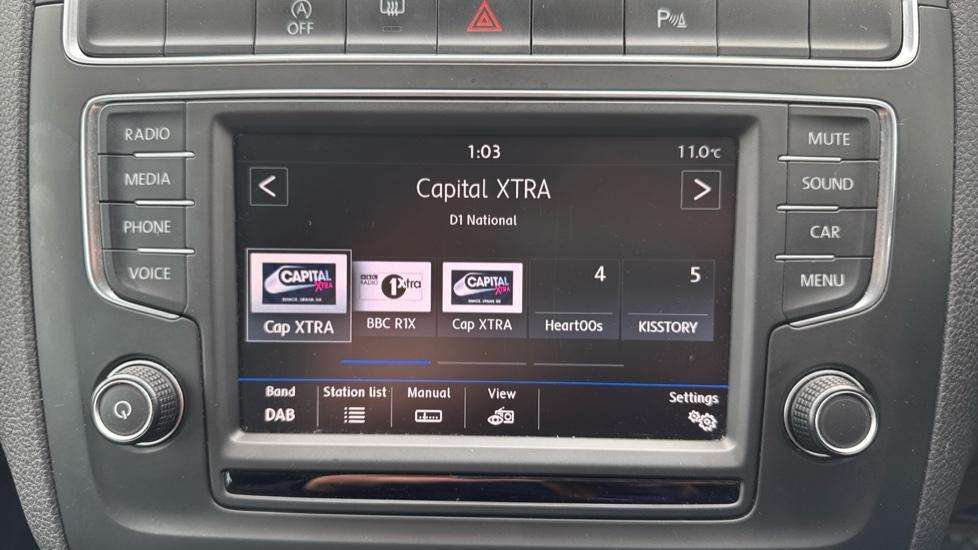 A
OFF
P
RADIO
MEDIA
PHONE
VOICE
MUTE
SOUND
CAR
MENU
1:03 11.0°C
< Capital XTRA >
D1 National
CAPITAL
XTRA
Cap XTRA
BBC
RADIO
1Xtra
BBC R1X
CAPITAL
XTRA
Cap XTRA
4
Heart00s
5
KISSTORY
Band
DAB
Station list
Manual
View
Settings